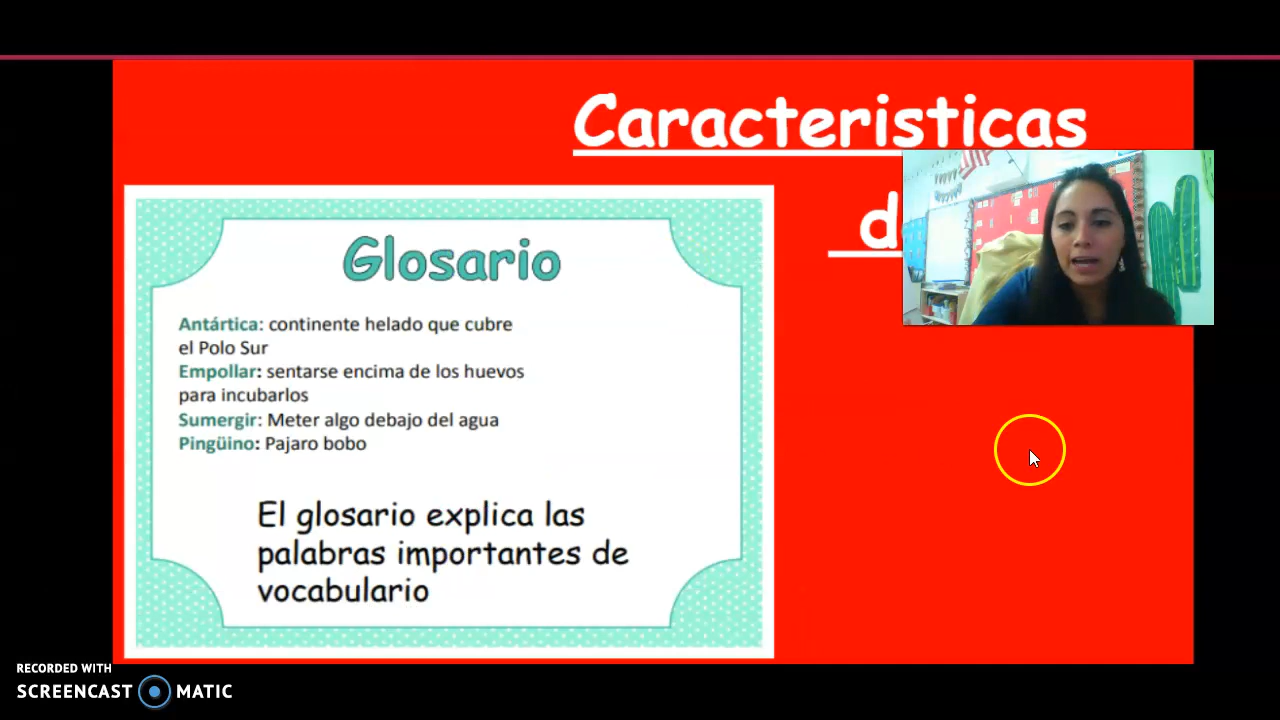 Caracteristicas
Glosario
Antártica: continente helado que cubre
el Polo Sur
Empollar: sentarse encima de los huevos
para incubarlos
Sumergir: Meter algo debajo del agua
Pingüino: Pajaro bobo
El glosario explica las
palabras importantes de
vocabulario
RECORDED WITH
SCREENCAST MATIC